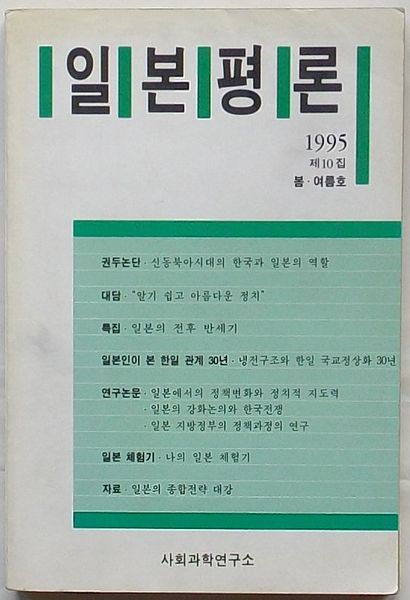 일본평론
1995
제10집
봄·여름호
권두논단·신동북아시대의 한국과 일본의 역할
대담·"알기 쉽고 아름다운 정치"
특집·일본의 전후 반세기
일본인이 본 한일 관계 30년·냉전구조와 한일 국교정상화 30년
연구논문·일본에서의 정책변화와 정치적 지도력
·일본의 강화논의와 한국전쟁
·일본 지방정부의 정책과정의 연구
일본 체험기·나의 일본 체험기
자료·일본의 종합전략 대강
사회과학연구소